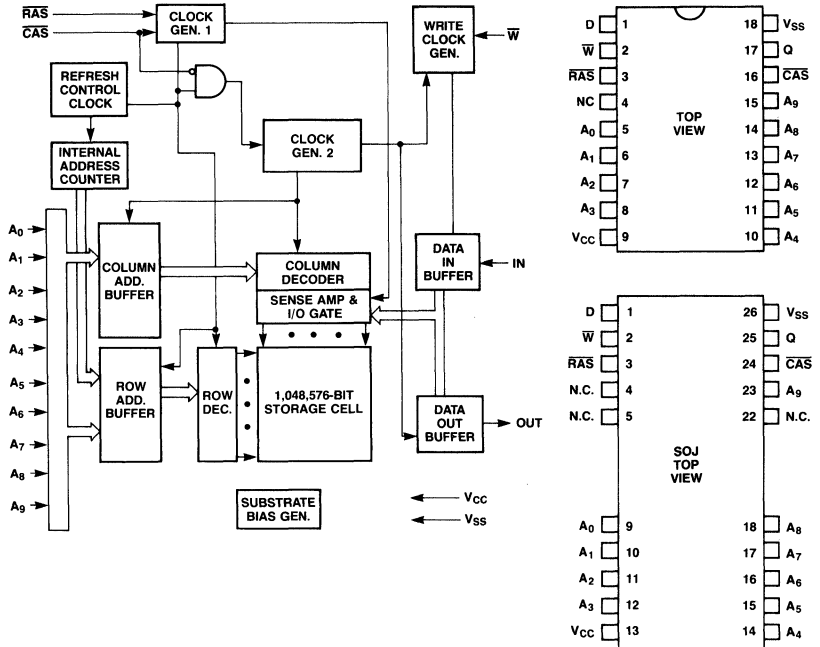 R̅A̅S̅
C̅A̅S̅
CLOCK
GEN. 1
WRITE
CLOCK
GEN.
W̅
REFRESH
CONTROL
CLOCK
CLOCK
GEN. 2
INTERNAL
ADDRESS
COUNTER
A0
A1
A2
A3
A4
A5
A6
A7
A8
A9
COLUMN
ADD.
BUFFER
COLUMN
DECODER
SENSE AMP &
I/O GATE
DATA
IN
BUFFER
IN
ROW
ADD.
BUFFER
ROW
DEC.
1,048,576-BIT
STORAGE CELL
DATA
OUT
BUFFER
OUT
SUBSTRATE
BIAS GEN.
VCC
VSS
D 1 18 VSS
W̅ 2 17 Q
R̅A̅S̅ 3 16 C̅A̅S̅
NC 4 15 A9
TOP
VIEW
A0 5 14 A8
A1 6 13 A7
A2 7 12 A6
A3 8 11 A5
VCC 9 10 A4
D 1 26 VSS
W̅ 2 25 Q
R̅A̅S̅ 3 24 C̅A̅S̅
N.C. 4 23 A9
N.C. 5 22 N.C.
SOJ
TOP
VIEW
A0 9 18 A8
A1 10 17 A7
A2 11 16 A6
A3 12 15 A5
VCC 13 14 A4